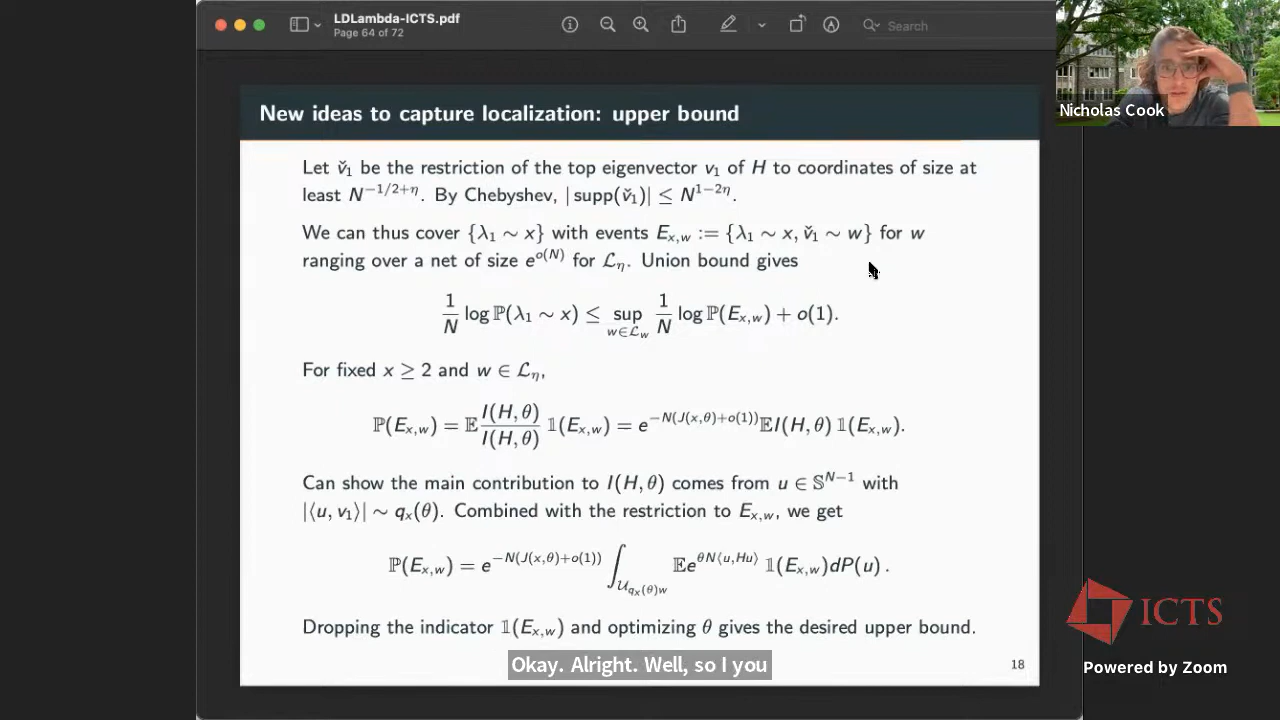 LDLambda-ICTS.pdf
Page 64 of 72
Search
Nicholas Cook
New ideas to capture localization: upper bound
Let v̌₁ be the restriction of the top eigenvector v₁ of H to coordinates of size at
least N^{−1/2+η}. By Chebyshev, | supp(v̌₁)| ≤ N^{1−2η}.
We can thus cover {λ₁ ∼ x} with events E_{x,w} := {λ₁ ∼ x, v̌₁ ∼ w} for w
ranging over a net of size e^{o(N)} for 𝓛_η. Union bound gives
1/N log ℙ(λ₁ ∼ x) ≤ sup_{w∈𝓛_w} 1/N log ℙ(E_{x,w}) + o(1).
For fixed x ≥ 2 and w ∈ 𝓛_η,
ℙ(E_{x,w}) = 𝔼 I(H, θ)/I(H, θ) 𝟙(E_{x,w}) = e^{−N(J(x,θ)+o(1))}𝔼I(H, θ) 𝟙(E_{x,w}).
Can show the main contribution to I(H, θ) comes from u ∈ 𝕊^{N−1} with
|⟨u, v₁⟩| ∼ q_x(θ). Combined with the restriction to E_{x,w}, we get
ℙ(E_{x,w}) = e^{−N(J(x,θ)+o(1))} ∫_{𝒰_{q_x(θ)w}} 𝔼e^{θN⟨u,Hu⟩} 𝟙(E_{x,w})dP(u) .
Dropping the indicator 𝟙(E_{x,w}) and optimizing θ gives the desired upper bound.
Okay. Alright. Well, so I you
18
ICTS
Powered by Zoom